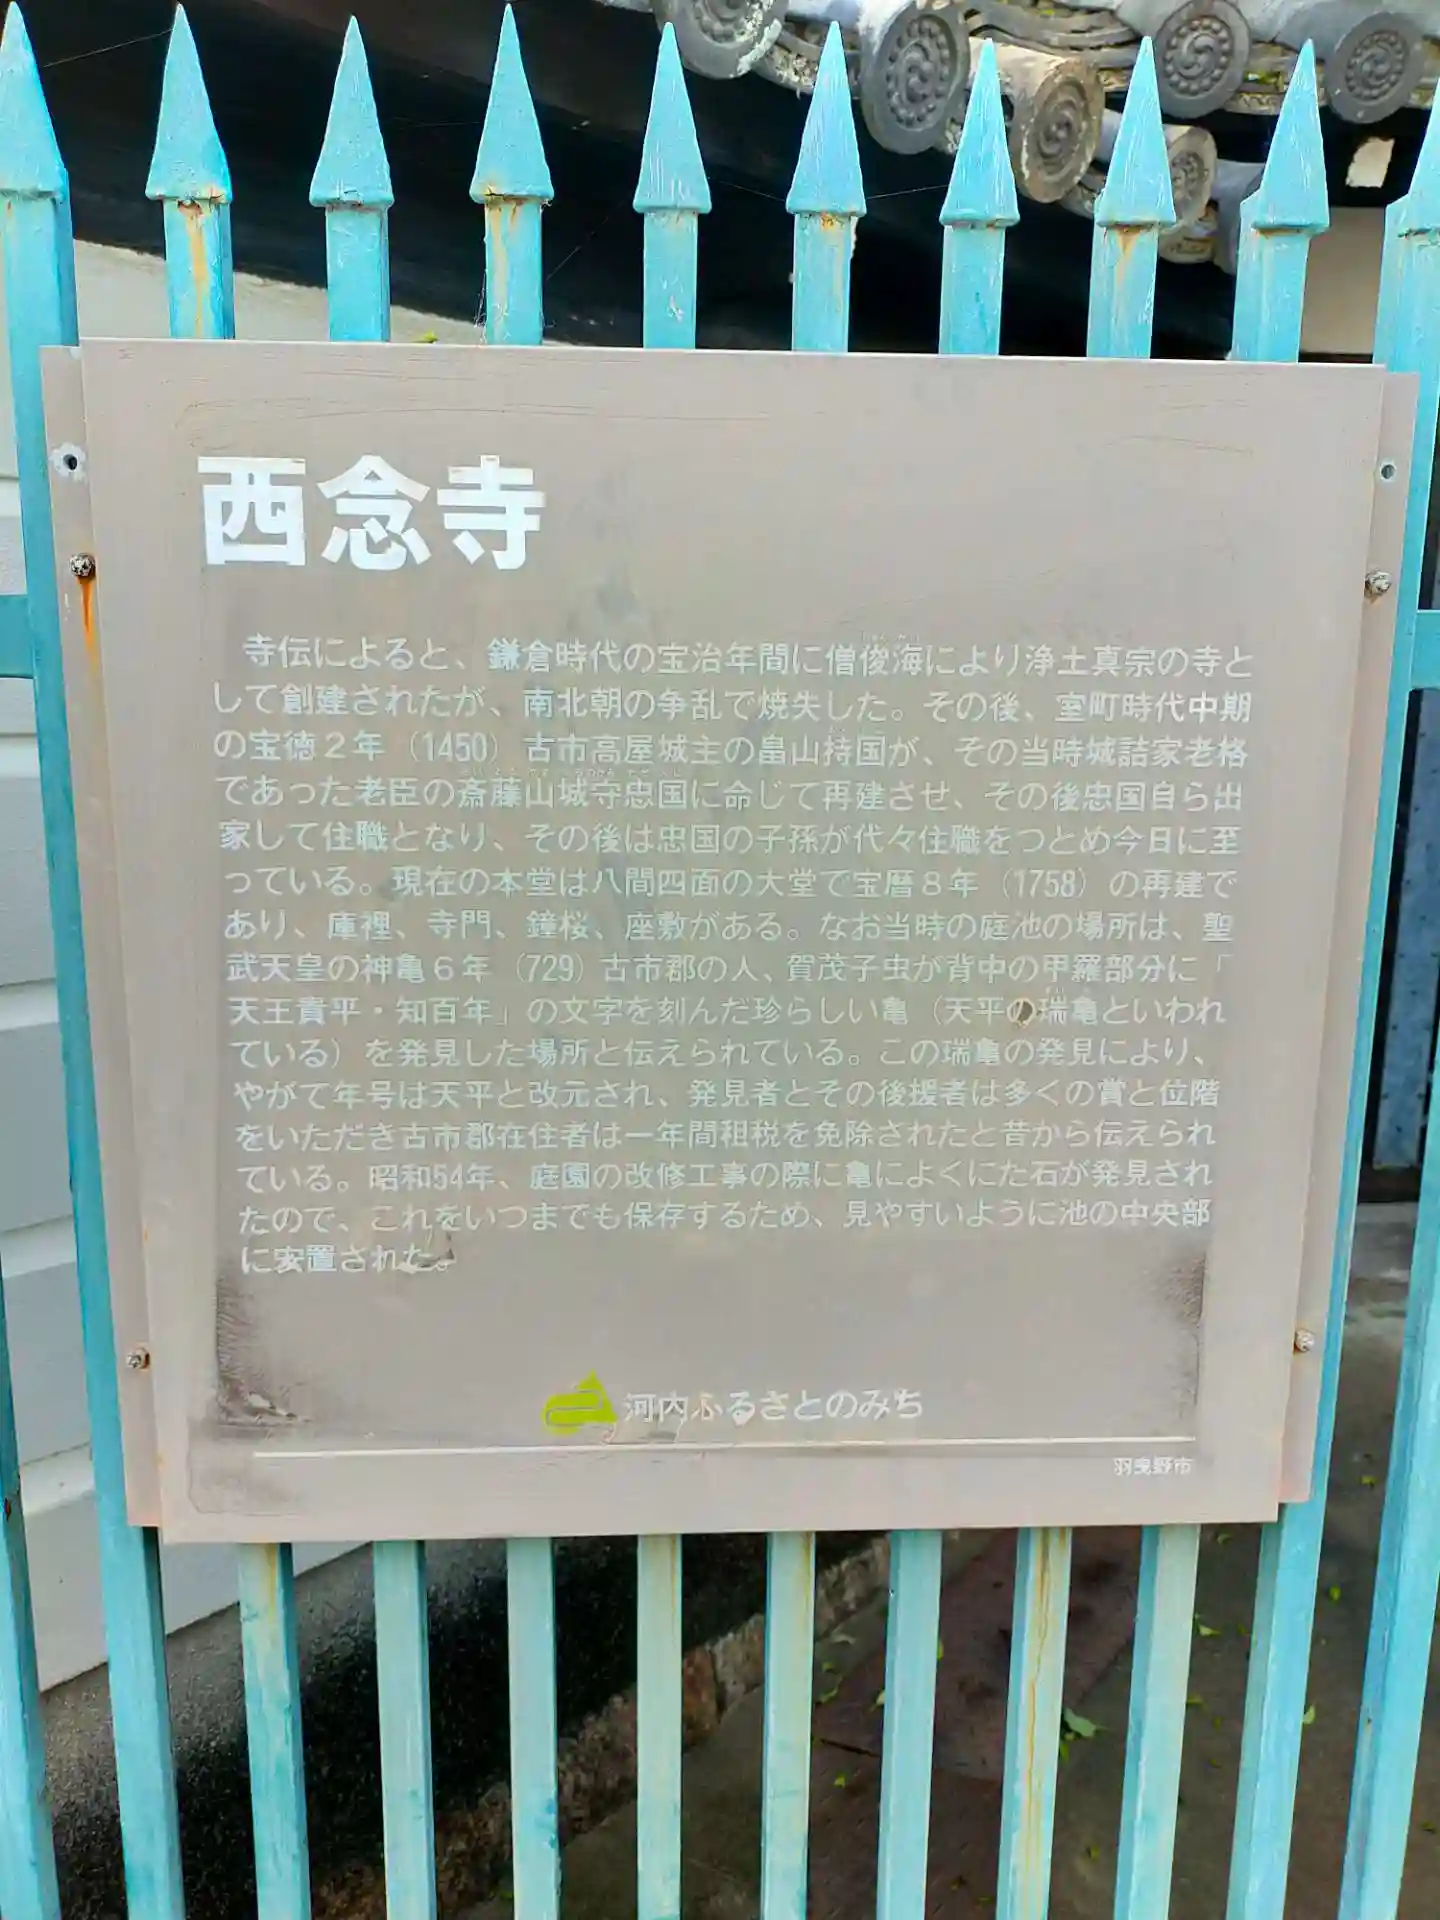 西念寺
寺伝によると、鎌倉時代の宝治年間に僧俊海により浄土真宗の寺と
して創建されたが、南北朝の争乱で焼失した。その後、室町時代中期
の宝徳2年（1450）古市高屋城主の畠山持国が、その当時城詰家老格
であった老臣の斎藤山城守忠国に命じて再建させ、その後忠国自ら出
家して住職となり、その後は忠国の子孫が代々住職をつとめ今日に至
っている。現在の本堂は八間四面の大堂で宝暦8年（1758）の再建で
あり、庫裡、寺門、鐘桜、座敷がある。なお当時の庭池の場所は、聖
武天皇の神亀6年（729）古市郡の人、賀茂子虫が背中の甲羅部分に「
天王貴平・知百年」の文字を刻んだ珍らしい亀（天平の瑞亀といわれ
ている）を発見した場所と伝えられている。この瑞亀の発見により、
やがて年号は天平と改元され、発見者とその後援者は多くの賞と位階
をいただき古市郡在住者は一年間租税を免除されたと昔から伝えられ
ている。昭和54年、庭園の改修工事の際に亀によくにた石が発見され
たので、これをいつまでも保存するため、見やすいように池の中央部
に安置された。
河内ふるさとのみち
羽曳野市